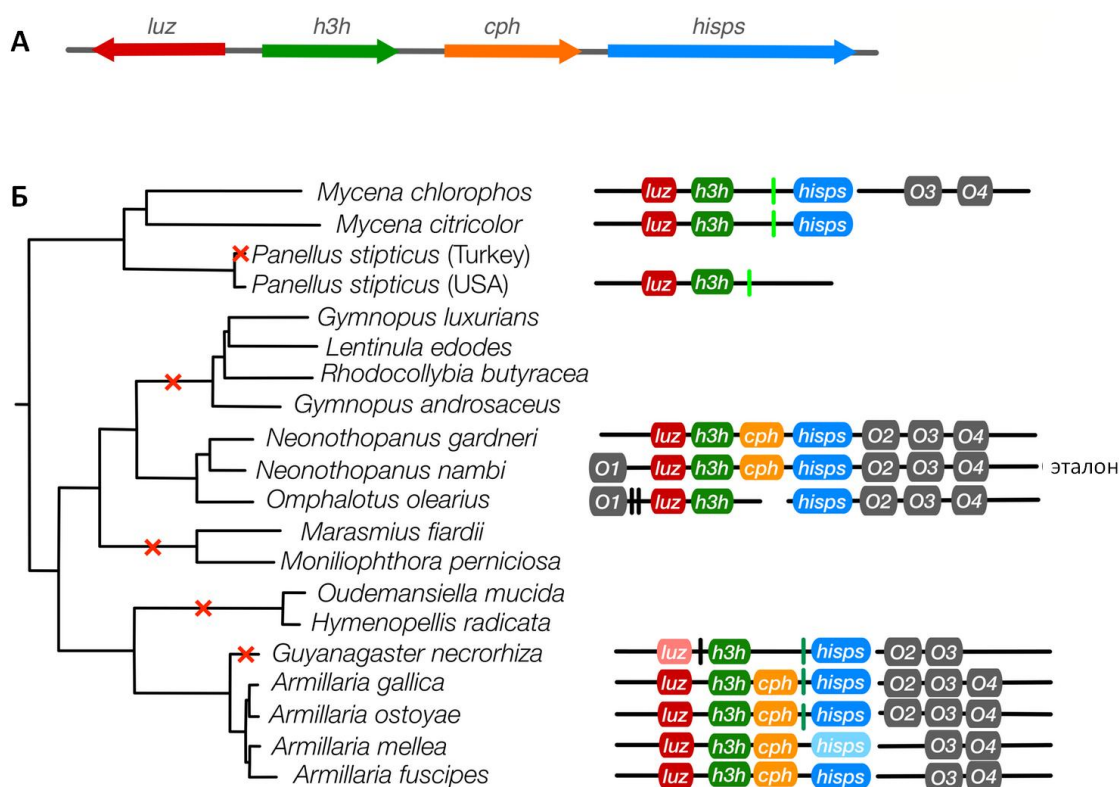 А luz h3h cph hisps
Б
Mycena chlorophos luz h3h hisps O3 O4
Mycena citricolor luz h3h hisps
Panellus stipticus (Turkey)
Panellus stipticus (USA) luz h3h
Gymnopus luxurians
Lentinula edodes
Rhodocollybia butyracea
Gymnopus androsaceus
Neonothopanus gardneri luz h3h cph hisps O2 O3 O4
Neonothopanus nambi O1 luz h3h cph hisps O2 O3 O4 эталон
Omphalotus olearius O1 luz h3h hisps O2 O3 O4
Marasmius fiardii
Moniliophthora perniciosa
Oudemansiella mucida
Hymenopellis radicata
Guyanagaster necrorhiza luz h3h hisps O2 O3
Armillaria gallica luz h3h cph hisps O2 O3 O4
Armillaria ostoyae luz h3h cph hisps O2 O3 O4
Armillaria mellea luz h3h cph hisps O3 O4
Armillaria fuscipes luz h3h cph hisps O3 O4